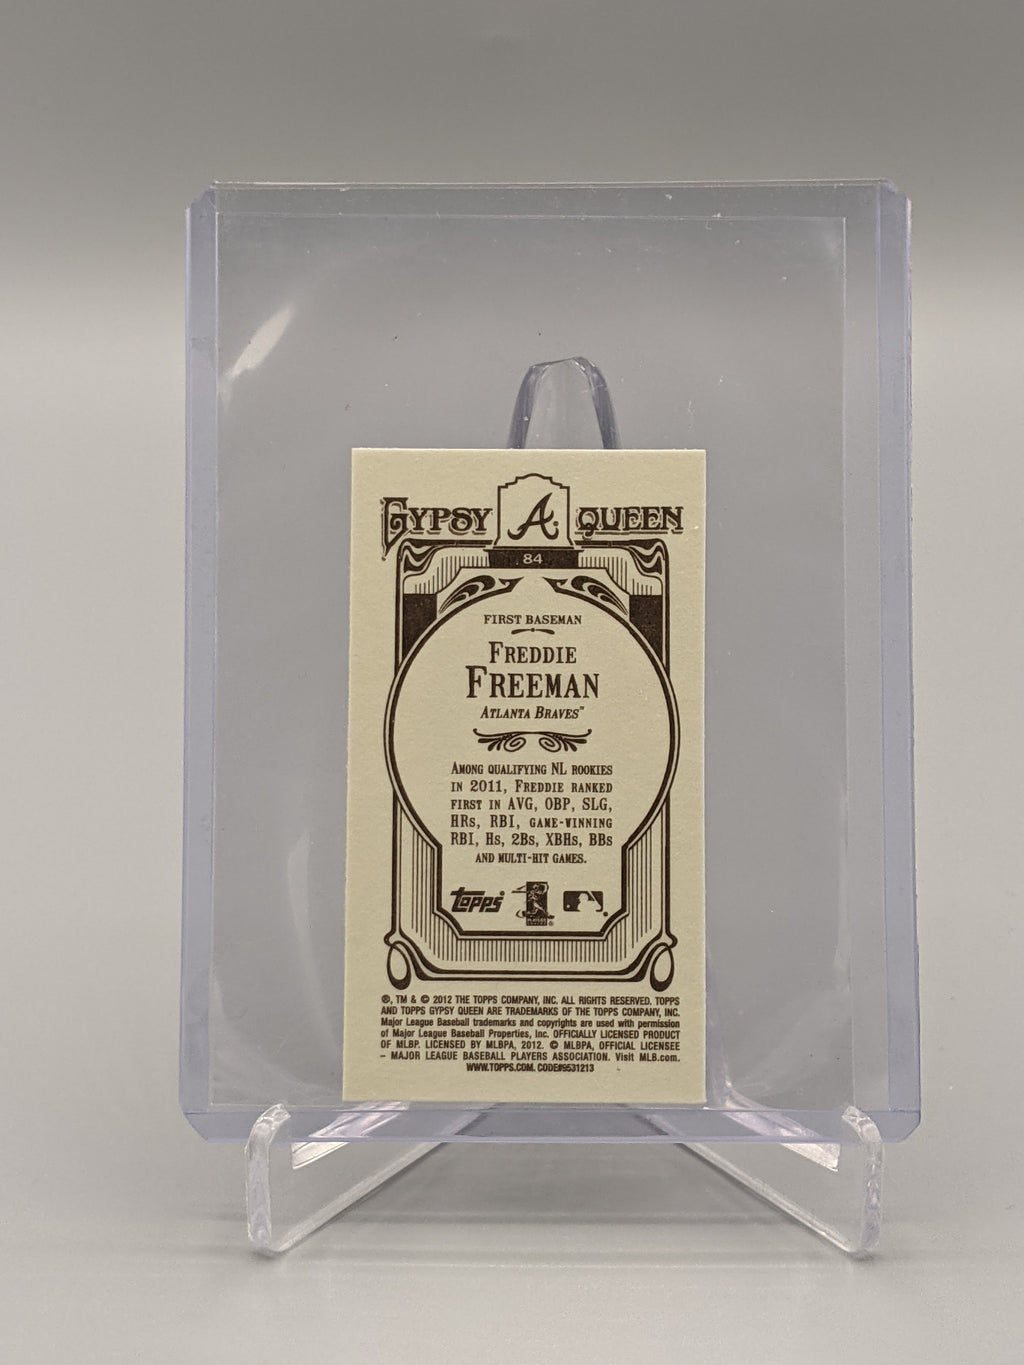 GYPSY A QUEEN
84
FIRST BASEMAN
FREDDIE
FREEMAN
ATLANTA BRAVES™
AMONG QUALIFYING NL ROOKIES
IN 2011, FREDDIE RANKED
FIRST IN AVG, OBP, SLG,
HRS, RBI, GAME-WINNING
RBI, HS, 2BS, XBHS, BBS
AND MULTI-HIT GAMES.
topps®
®, TM & © 2012 THE TOPPS COMPANY, INC. ALL RIGHTS RESERVED. TOPPS
AND TOPPS GYPSY QUEEN ARE TRADEMARKS OF THE TOPPS COMPANY, INC.
Major League Baseball trademarks and copyrights are used with permission
of Major League Baseball Properties, Inc. OFFICIALLY LICENSED PRODUCT
OF MLBP. LICENSED BY MLBPA, 2012. © MLBPA, OFFICIAL LICENSEE
– MAJOR LEAGUE BASEBALL PLAYERS ASSOCIATION. Visit MLB.com.
WWW.TOPPS.COM. CODE#9531213